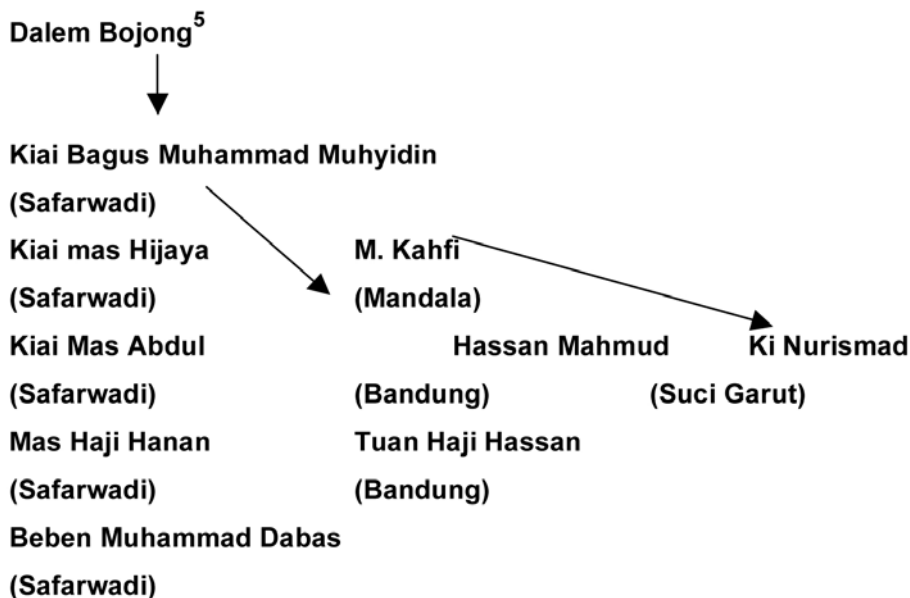 Dalem Bojong5
Kiai Bagus Muhammad Muhyidin
(Safarwadi)
Kiai mas Hijaya M. Kahfi
(Safarwadi) (Mandala)
Kiai Mas Abdul Hassan Mahmud Ki Nurismad
(Safarwadi) (Bandung) (Suci Garut)
Mas Haji Hanan Tuan Haji Hassan
(Safarwadi) (Bandung)
Beben Muhammad Dabas
(Safarwadi)